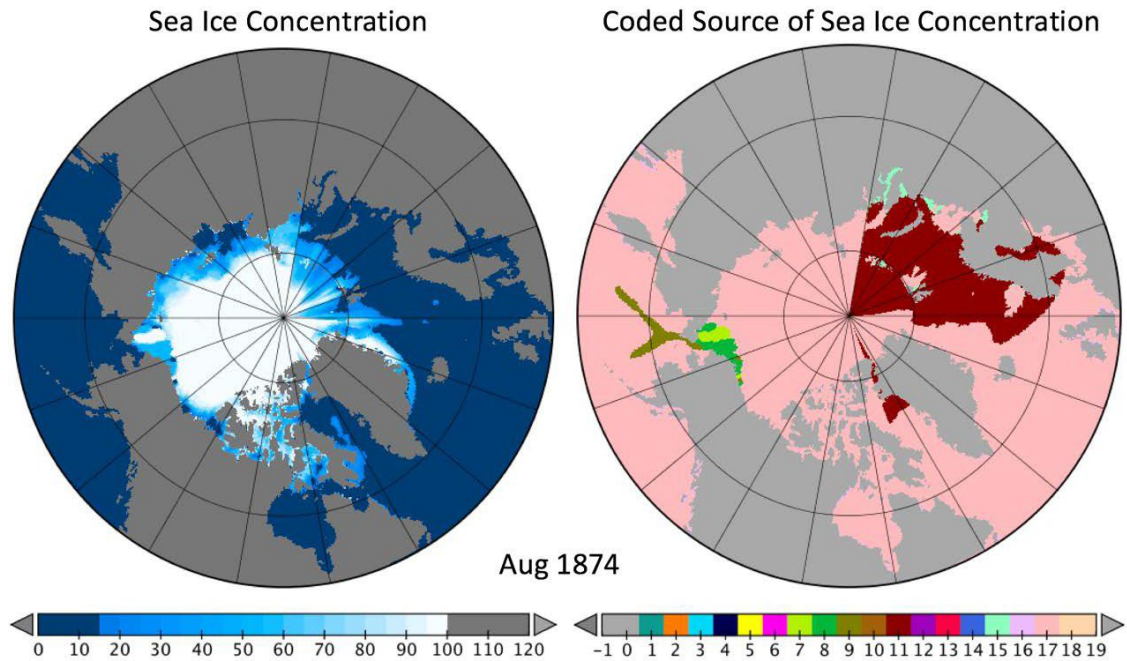 Sea Ice Concentration
Coded Source of Sea Ice Concentration
Aug 1874
0 10 20 30 40 50 60 70 80 90 100 110 120
-1 0 1 2 3 4 5 6 7 8 9 10 11 12 13 14 15 16 17 18 19